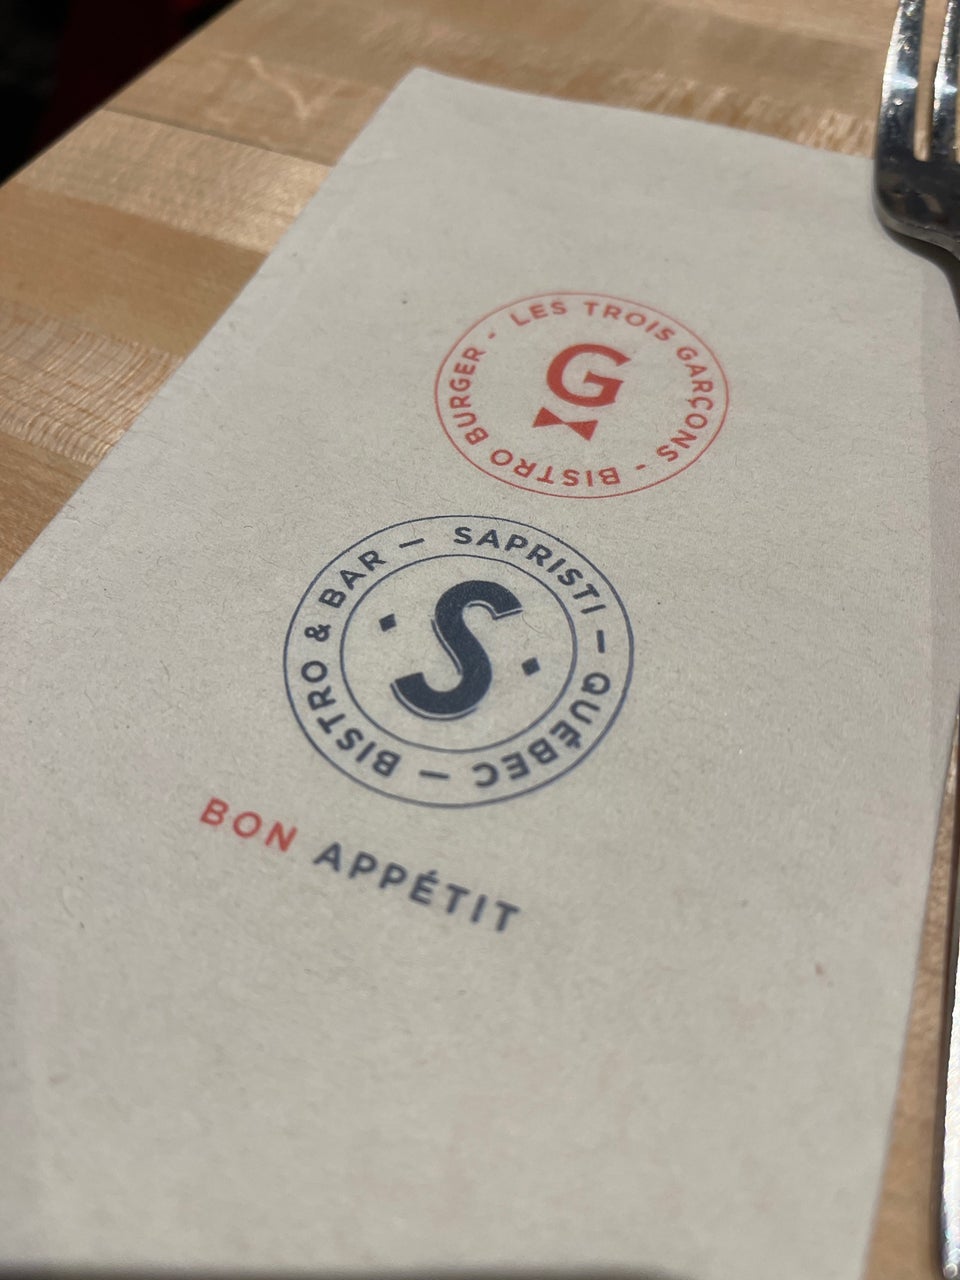 LES TROIS GARÇONS - BISTRO BURGER -
G
SAPRISTI — QUÉBEC — BISTRO & BAR —
S
BON APPÉTIT